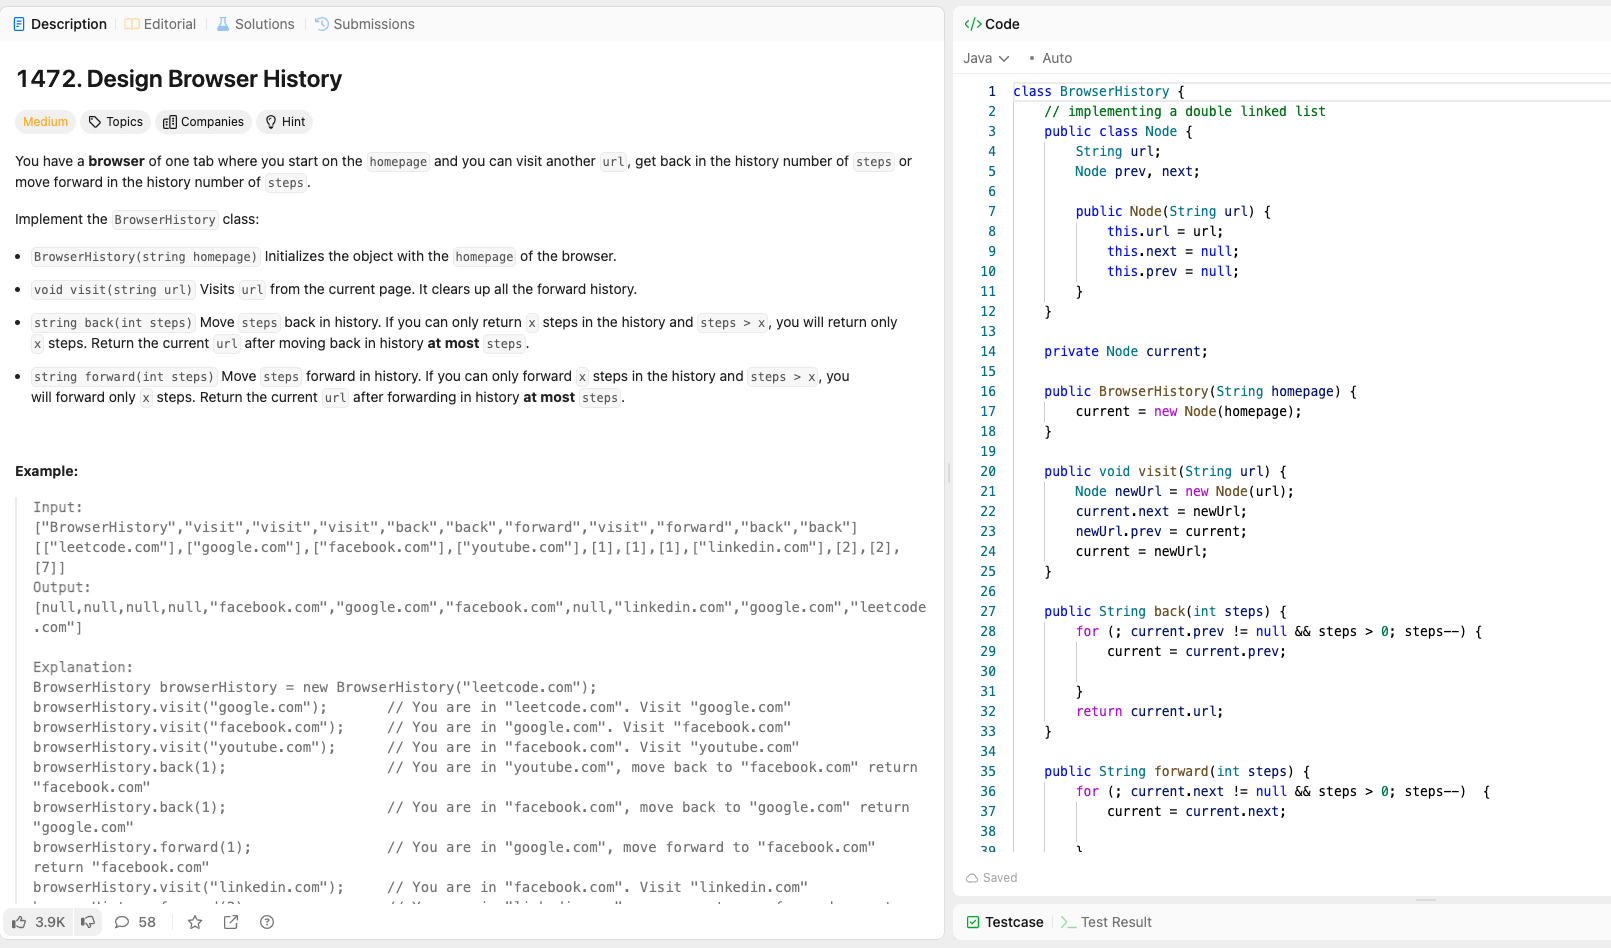 Description Editorial Solutions Submissions
1472. Design Browser History
Medium Topics Companies Hint
You have a browser of one tab where you start on the homepage and you can visit another url, get back in the history number of steps or
move forward in the history number of steps.
Implement the BrowserHistory class:
• BrowserHistory(string homepage) Initializes the object with the homepage of the browser.
• void visit(string url) Visits url from the current page. It clears up all the forward history.
• string back(int steps) Move steps back in history. If you can only return x steps in the history and steps > x, you will return only
x steps. Return the current url after moving back in history at most steps.
• string forward(int steps) Move steps forward in history. If you can only forward x steps in the history and steps > x, you
will forward only x steps. Return the current url after forwarding in history at most steps.
Example:
Input:
["BrowserHistory","visit","visit","visit","back","back","forward","visit","forward","back","back"]
[["leetcode.com"],["google.com"],["facebook.com"],["youtube.com"],[1],[1],[1],["linkedin.com"],[2],[2],
[7]]
Output:
[null,null,null,null,"facebook.com","google.com","facebook.com",null,"linkedin.com","google.com","leetcode
.com"]
Explanation:
BrowserHistory browserHistory = new BrowserHistory("leetcode.com");
browserHistory.visit("google.com");       // You are in "leetcode.com". Visit "google.com"
browserHistory.visit("facebook.com");     // You are in "google.com". Visit "facebook.com"
browserHistory.visit("youtube.com");      // You are in "facebook.com". Visit "youtube.com"
browserHistory.back(1);                   // You are in "youtube.com", move back to "facebook.com" return
"facebook.com"
browserHistory.back(1);                   // You are in "facebook.com", move back to "google.com" return
"google.com"
browserHistory.forward(1);                // You are in "google.com", move forward to "facebook.com"
return "facebook.com"
browserHistory.visit("linkedin.com");     // You are in "facebook.com". Visit "linkedin.com"
3.9K 58
</> Code
Java • Auto
1 class BrowserHistory {
2     // implementing a double linked list
3     public class Node {
4         String url;
5         Node prev, next;
6
7         public Node(String url) {
8             this.url = url;
9             this.next = null;
10             this.prev = null;
11         }
12     }
13
14     private Node current;
15
16     public BrowserHistory(String homepage) {
17         current = new Node(homepage);
18     }
19
20     public void visit(String url) {
21         Node newUrl = new Node(url);
22         current.next = newUrl;
23         newUrl.prev = current;
24         current = newUrl;
25     }
26
27     public String back(int steps) {
28         for (; current.prev != null && steps > 0; steps--) {
29             current = current.prev;
30
31         }
32         return current.url;
33     }
34
35     public String forward(int steps) {
36         for (; current.next != null && steps > 0; steps--)  {
37             current = current.next;
38
39         }
Saved
Testcase >_ Test Result